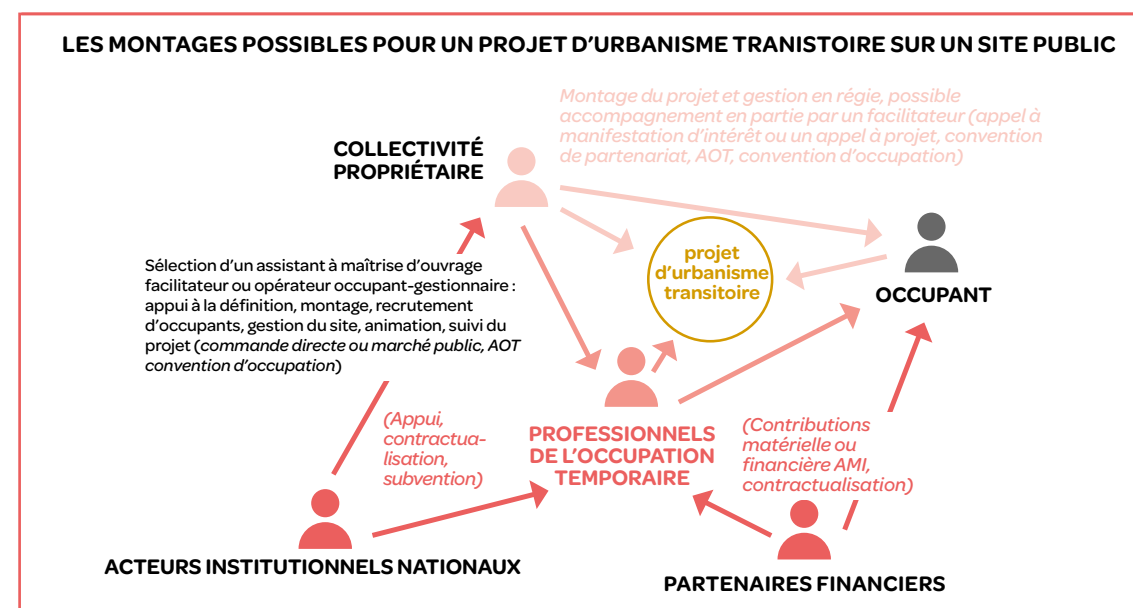 LES MONTAGES POSSIBLES POUR UN PROJET D'URBANISME TRANISTOIRE SUR UN SITE PUBLIC
Montage du projet et gestion en régie, possible
accompagnement en partie par un facilitateur (appel à
manifestation d'intérêt ou un appel à projet, convention
de partenariat, AOT, convention d'occupation)
COLLECTIVITÉ
PROPRIÉTAIRE
Sélection d'un assistant à maîtrise d'ouvrage
facilitateur ou opérateur occupant-gestionnaire :
appui à la définition, montage, recrutement
d'occupants, gestion du site, animation, suivi du
projet (commande directe ou marché public, AOT
convention d'occupation)
projet
d'urbanisme
transitoire
OCCUPANT
(Appui,
contractua-
lisation,
subvention)
PROFESSIONNELS
DE L'OCCUPATION
TEMPORAIRE
(Contributions
matérielle ou
financière AMI,
contractualisation)
ACTEURS INSTITUTIONNELS NATIONAUX
PARTENAIRES FINANCIERS